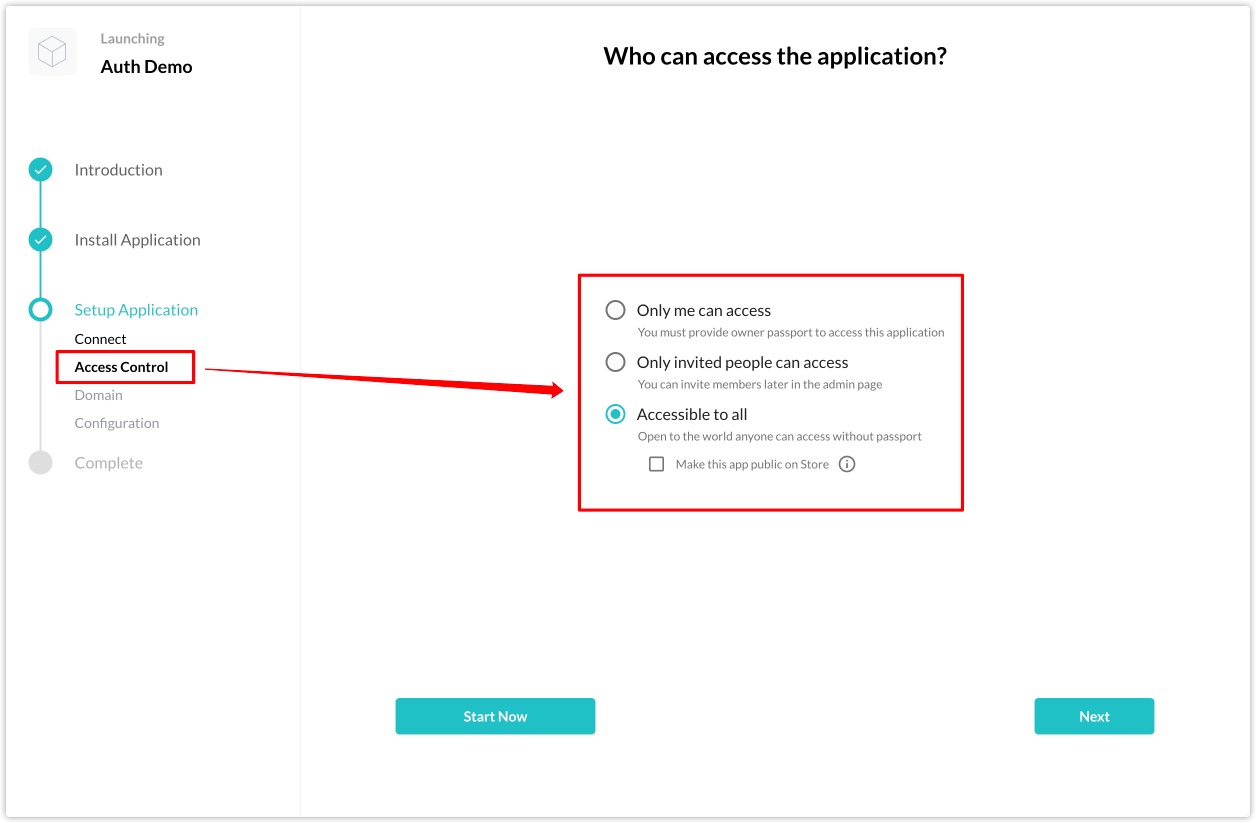 Launching
Auth Demo
Introduction
Install Application
Setup Application
Connect
Access Control
Domain
Configuration
Complete
Who can access the application?
Only me can access
You must provide owner passport to access this application
Only invited people can access
You can invite members later in the admin page
Accessible to all
Open to the world anyone can access without passport
Make this app public on Store
Start Now
Next